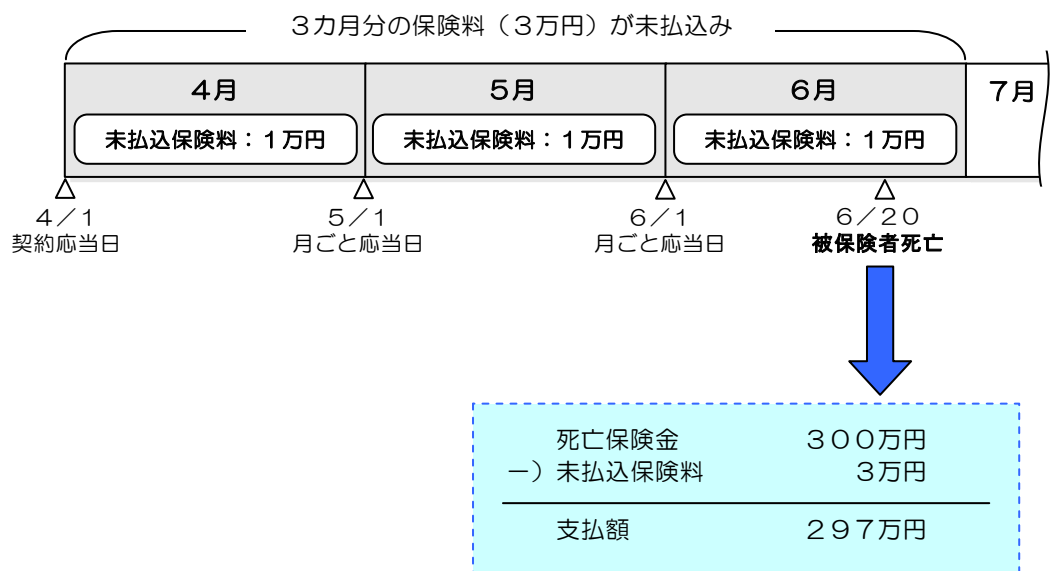 ３カ月分の保険料（３万円）が未払込み
４月 ５月 ６月 ７月
未払込保険料：１万円 未払込保険料：１万円 未払込保険料：１万円
４／１ ５／１ ６／１ ６／２０
契約応当日 月ごと応当日 月ごと応当日 被保険者死亡
死亡保険金 ３００万円
－）未払込保険料 ３万円
支払額 ２９７万円